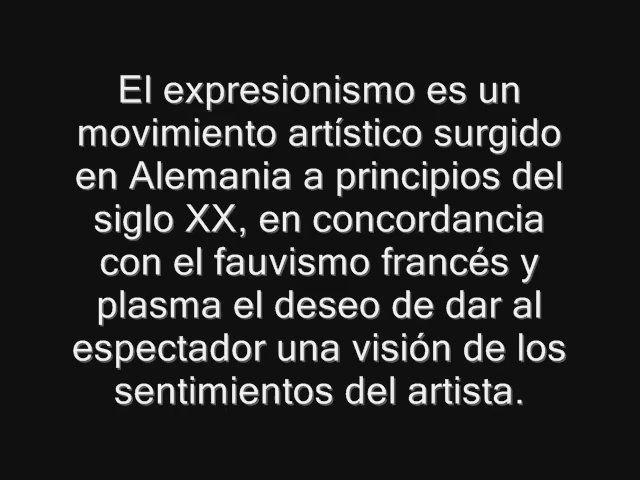 El expresionismo es un
movimiento artístico surgido
en Alemania a principios del
siglo XX, en concordancia
con el fauvismo francés y
plasma el deseo de dar al
espectador una visión de los
sentimientos del artista.